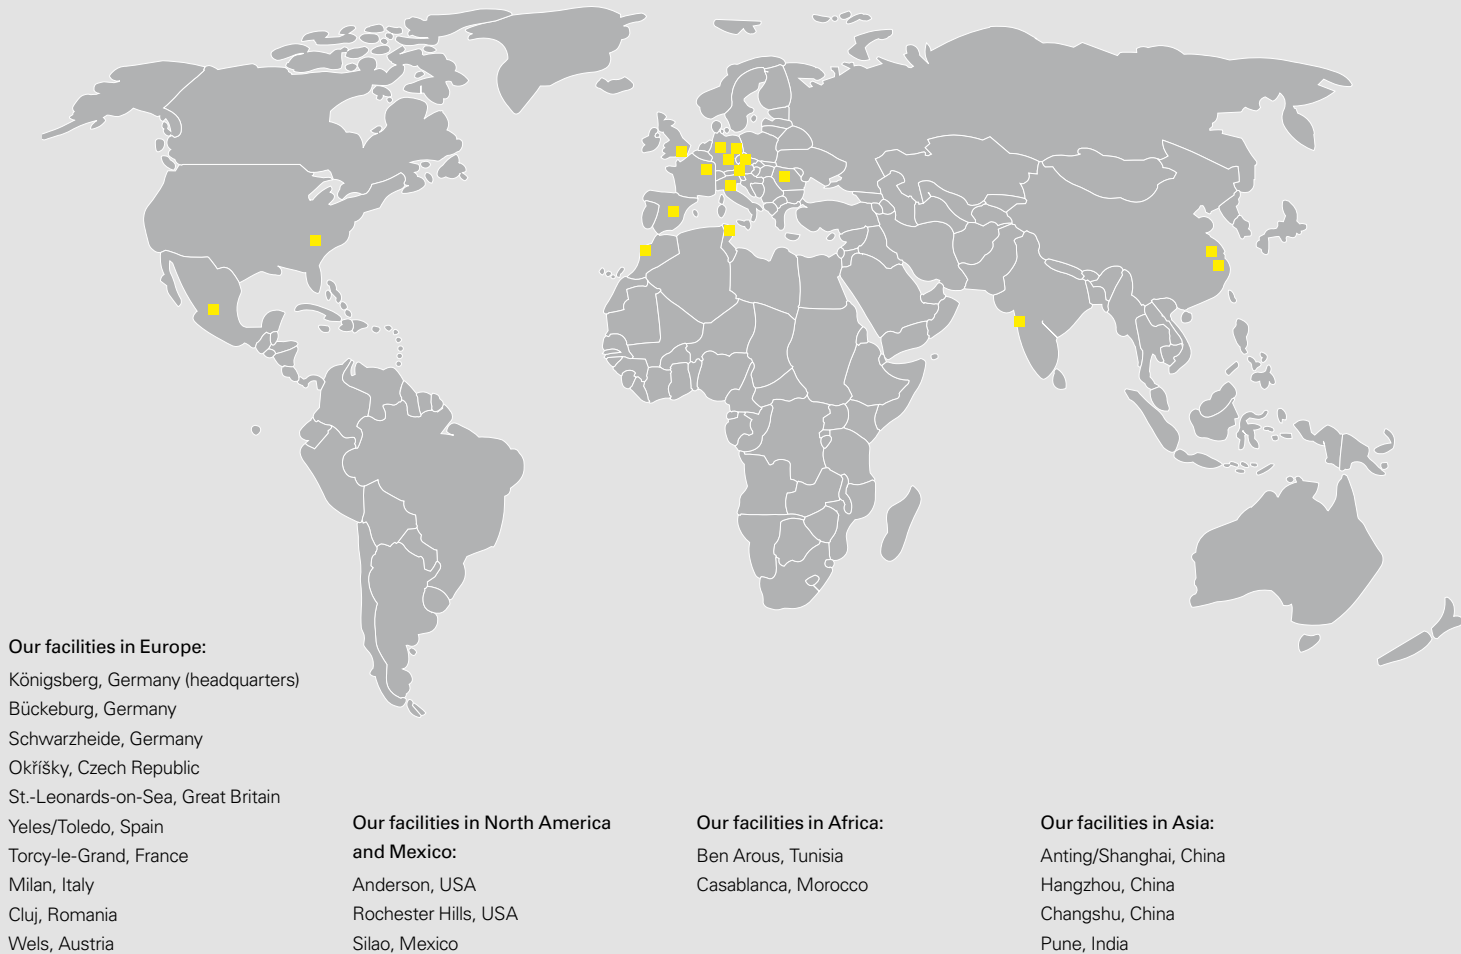 Our facilities in Europe:
Königsberg, Germany (headquarters)
Bückeburg, Germany
Schwarzheide, Germany
Okříšky, Czech Republic
St.-Leonards-on-Sea, Great Britain
Yeles/Toledo, Spain
Torcy-le-Grand, France
Milan, Italy
Cluj, Romania
Wels, Austria
Our facilities in North America
and Mexico:
Anderson, USA
Rochester Hills, USA
Silao, Mexico
Our facilities in Africa:
Ben Arous, Tunisia
Casablanca, Morocco
Our facilities in Asia:
Anting/Shanghai, China
Hangzhou, China
Changshu, China
Pune, India